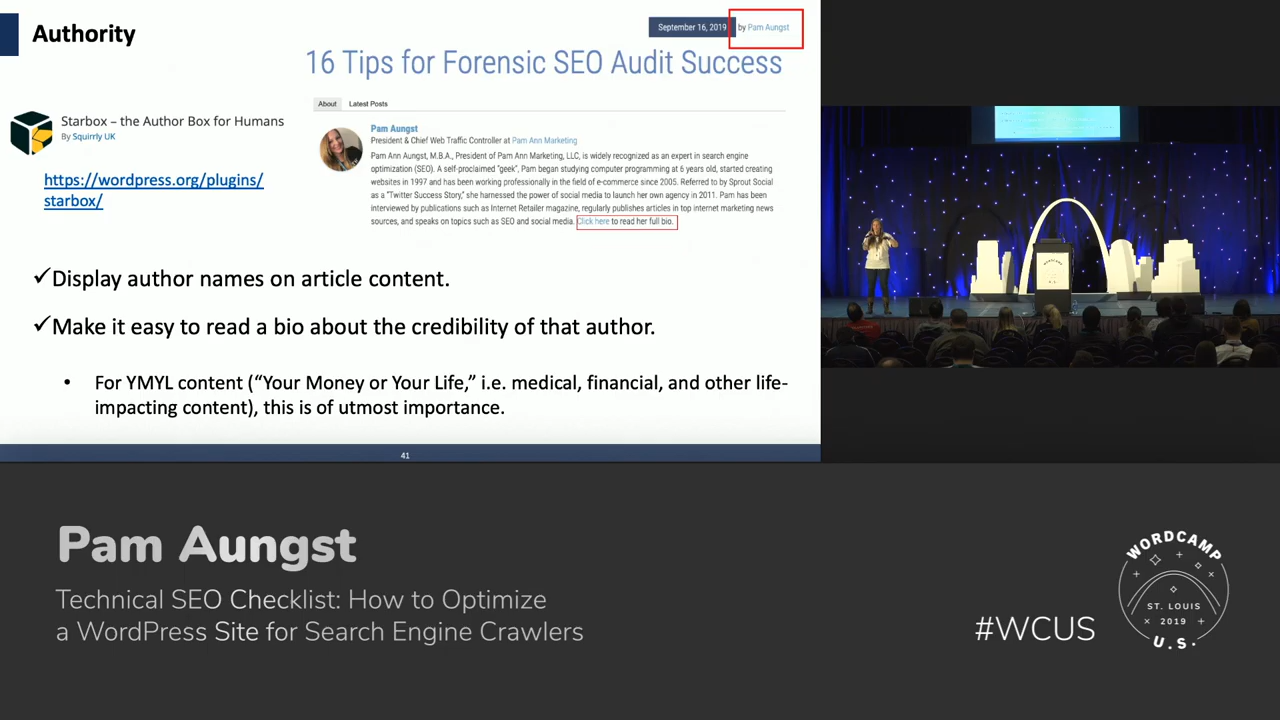 Authority
September 16, 2019
by Pam Aungst
16 Tips for Forensic SEO Audit Success
Starbox – the Author Box for Humans
By Squirrly UK
https://wordpress.org/plugins/
starbox/
About Latest Posts
Pam Aungst
President & Chief Web Traffic Controller at Pam Ann Marketing
Pam Ann Aungst, M.B.A., President of Pam Ann Marketing, LLC, is widely recognized as an expert in search engine
optimization (SEO). A self-proclaimed "geek", Pam began studying computer programming at 6 years old, started creating
websites in 1997 and has been working professionally in the field of e-commerce since 2005. Referred to by Sprout Social
as a "Twitter Success Story," she harnessed the power of social media to launch her own agency in 2011. Pam has been
interviewed by publications such as Internet Retailer magazine, regularly publishes articles in top internet marketing news
sources, and speaks on topics such as SEO and social media. Click here to read her full bio.
✓Display author names on article content.
✓Make it easy to read a bio about the credibility of that author.
• For YMYL content (“Your Money or Your Life,” i.e. medical, financial, and other life-
impacting content), this is of utmost importance.
41
WORDCAMP
U.S.
Pam Aungst
Technical SEO Checklist: How to Optimize
a WordPress Site for Search Engine Crawlers
#WCUS
WORDCAMP
ST. LOUIS
2019
U.S.